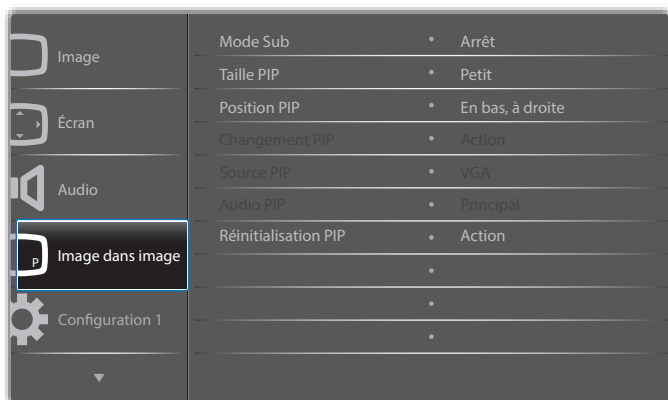 Image
Écran
Audio
P
Image dans image
Configuration 1
Mode Sub • Arrêt
Taille PIP • Petit
Position PIP • En bas, à droite
Changement PIP • Action
Source PIP • VGA
Audio PIP • Principal
Réinitialisation PIP • Action